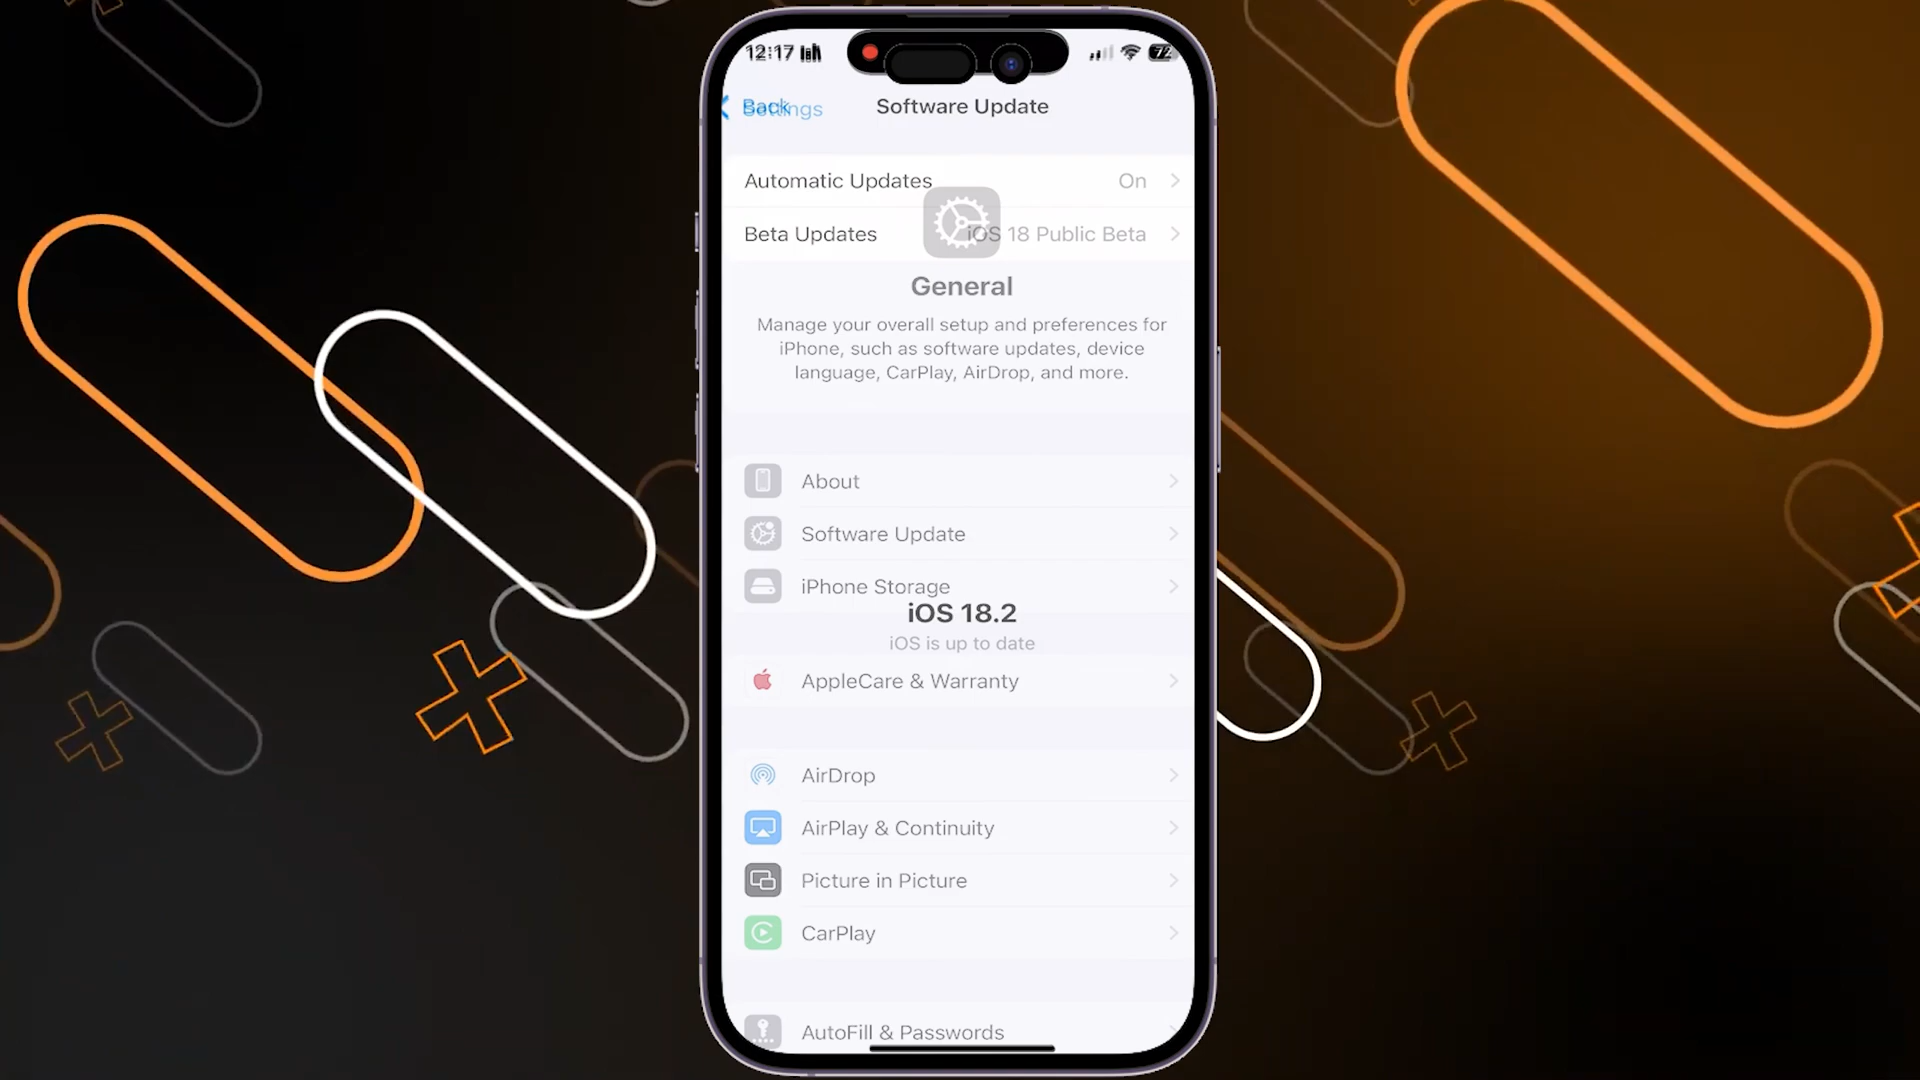 12:17
72
Back
Settings
Software Update
Automatic Updates On
Beta Updates iOS 18 Public Beta
General
Manage your overall setup and preferences for
iPhone, such as software updates, device
language, CarPlay, AirDrop, and more.
About
Software Update
iPhone Storage
iOS 18.2
iOS is up to date
AppleCare & Warranty
AirDrop
AirPlay & Continuity
Picture in Picture
CarPlay
AutoFill & Passwords